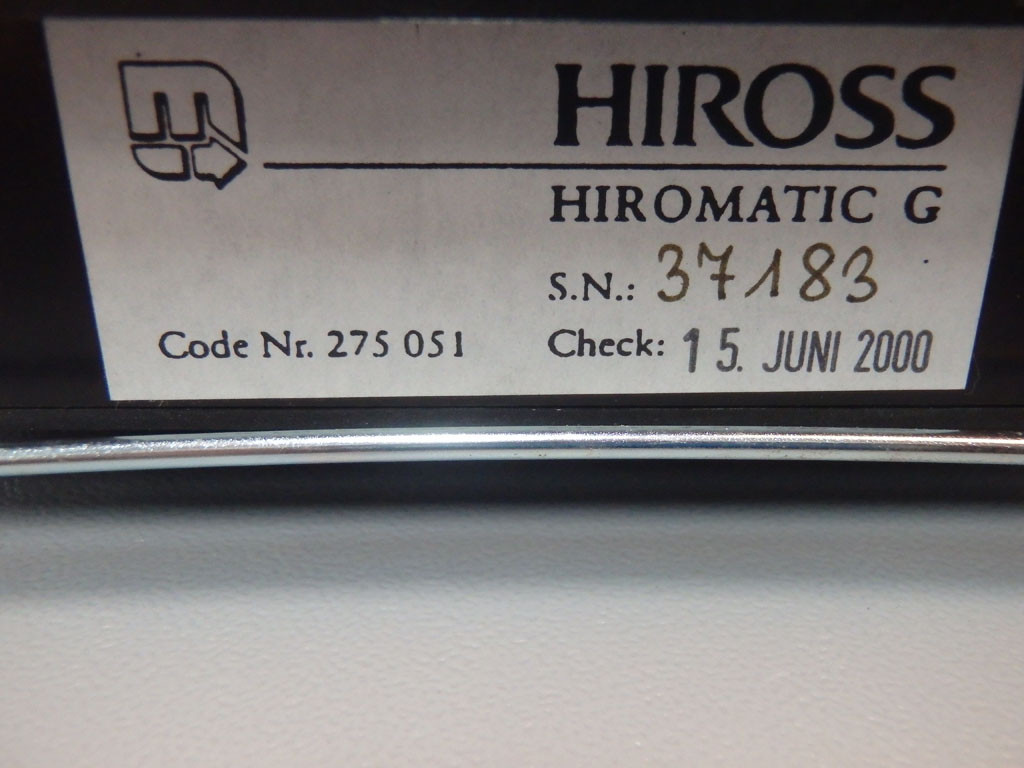 HIROSS
HIROMATIC G
S.N.: 37183
Code Nr. 275 051 Check: 15. JUNI 2000